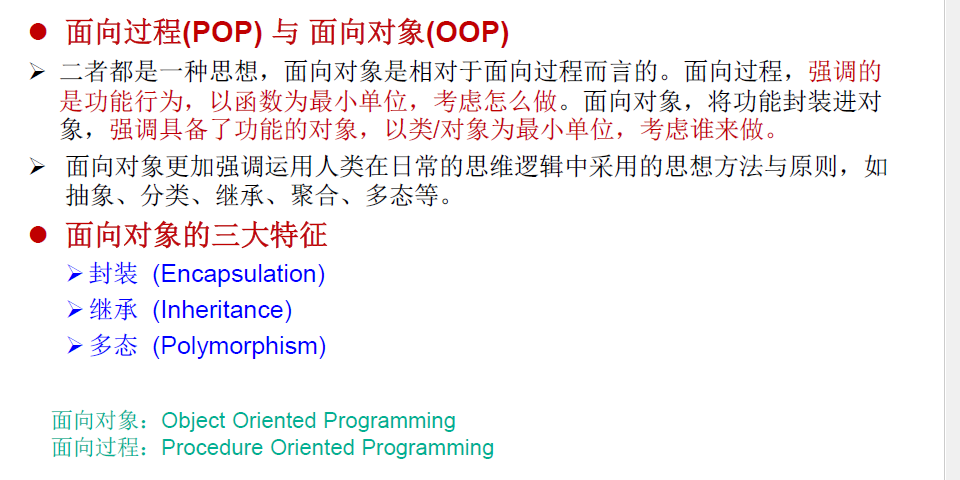 面向过程(POP) 与 面向对象(OOP)
二者都是一种思想，面向对象是相对于面向过程而言的。面向过程，强调的
是功能行为，以函数为最小单位，考虑怎么做。面向对象，将功能封装进对
象，强调具备了功能的对象，以类/对象为最小单位，考虑谁来做。
面向对象更加强调运用人类在日常的思维逻辑中采用的思想方法与原则，如
抽象、分类、继承、聚合、多态等。
面向对象的三大特征
封装 (Encapsulation)
继承 (Inheritance)
多态 (Polymorphism)
面向对象：Object Oriented Programming
面向过程：Procedure Oriented Programming